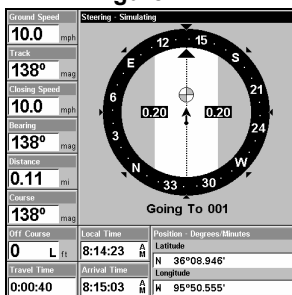 Ground Speed
10.0 mph
Track
138° mag
Closing Speed
10.0 mph
Bearing
138° mag
Distance
0.11 mi
Course
138° mag
Off Course
0 L ft
Travel Time
0:00:40
Steering - Simulating
12 15
E S
6 21
0.20 0.20
3 24
N W
33 30
Going To 001
Local Time
8:14:23 AM
Arrival Time
8:15:03 AM
Position - Degrees/Minutes
Latitude
N 36°08.946'
Longitude
W 95°50.555'